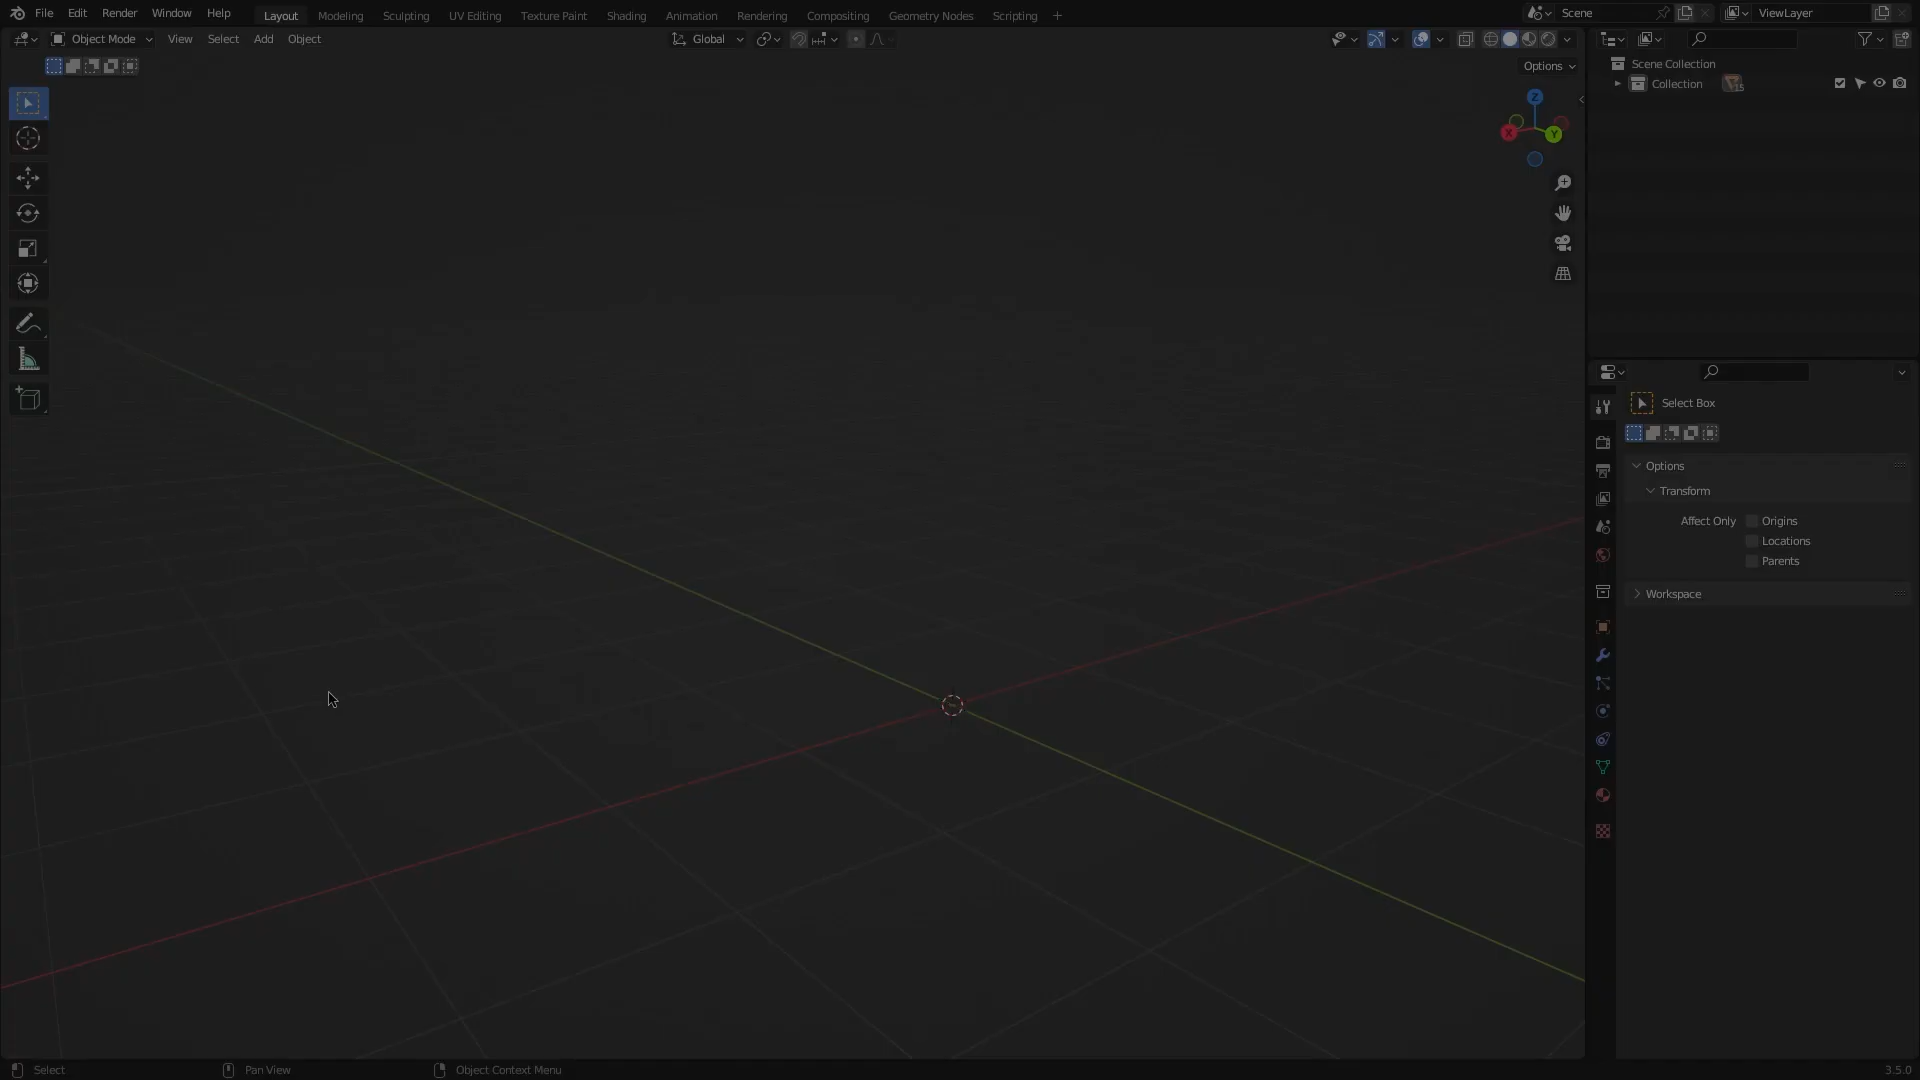 File Edit Render Window Help Layout Modeling Sculpting UV Editing Texture Paint Shading Animation Rendering Compositing Geometry Nodes Scripting + Scene ViewLayer
Object Mode View Select Add Object Global
Options
Scene Collection
Collection 15
Z
X Y
Select Box
Options
Transform
Affect Only Origins
Locations
Parents
Workspace
Select Pan View Object Context Menu 3.5.0